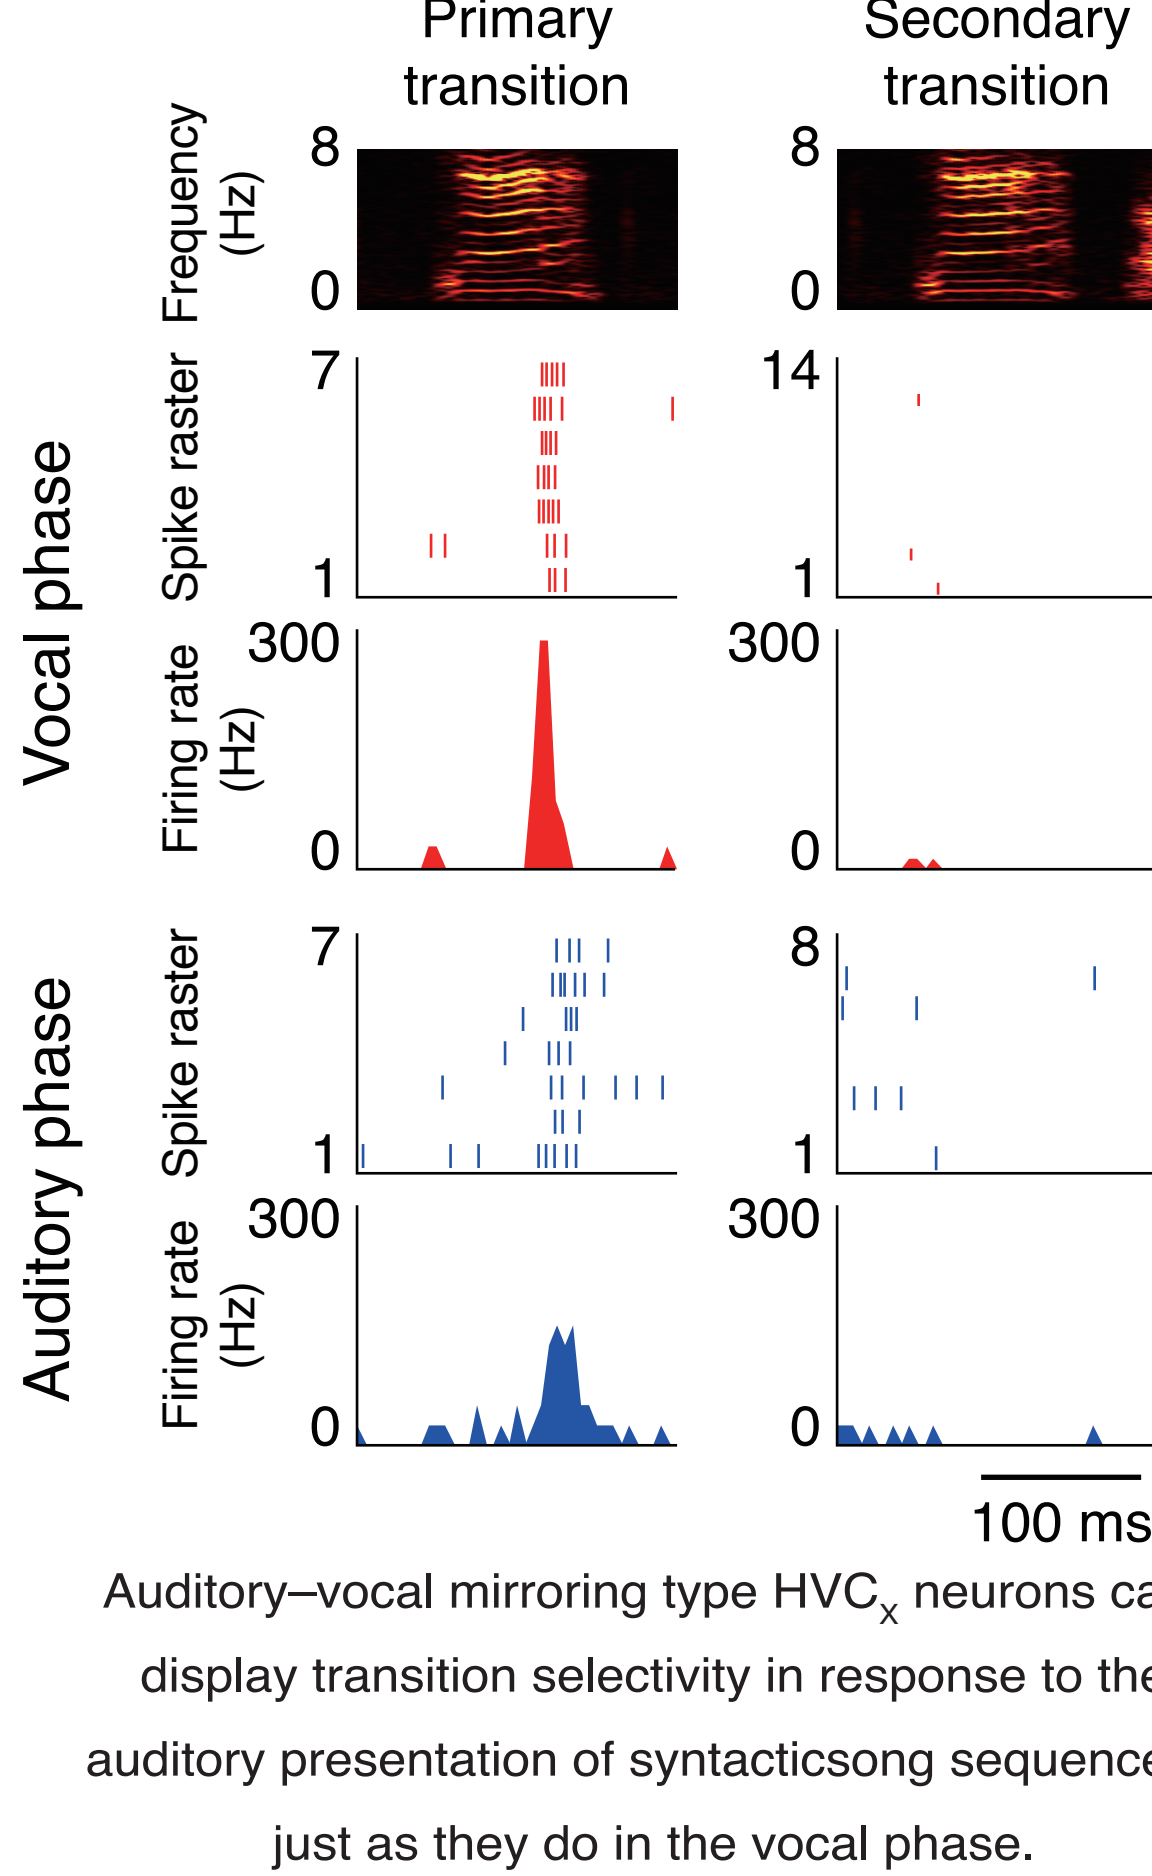 Primary
transition
Secondary
transition
Frequency
(Hz)
8
0
8
0
Vocal phase
Spike raster
7
1
14
1
Firing rate
(Hz)
300
0
300
0
Auditory phase
Spike raster
7
1
8
1
Firing rate
(Hz)
300
0
300
0
100 ms
Auditory–vocal mirroring type HVCx neurons ca
display transition selectivity in response to the
auditory presentation of syntacticsong sequence
just as they do in the vocal phase.